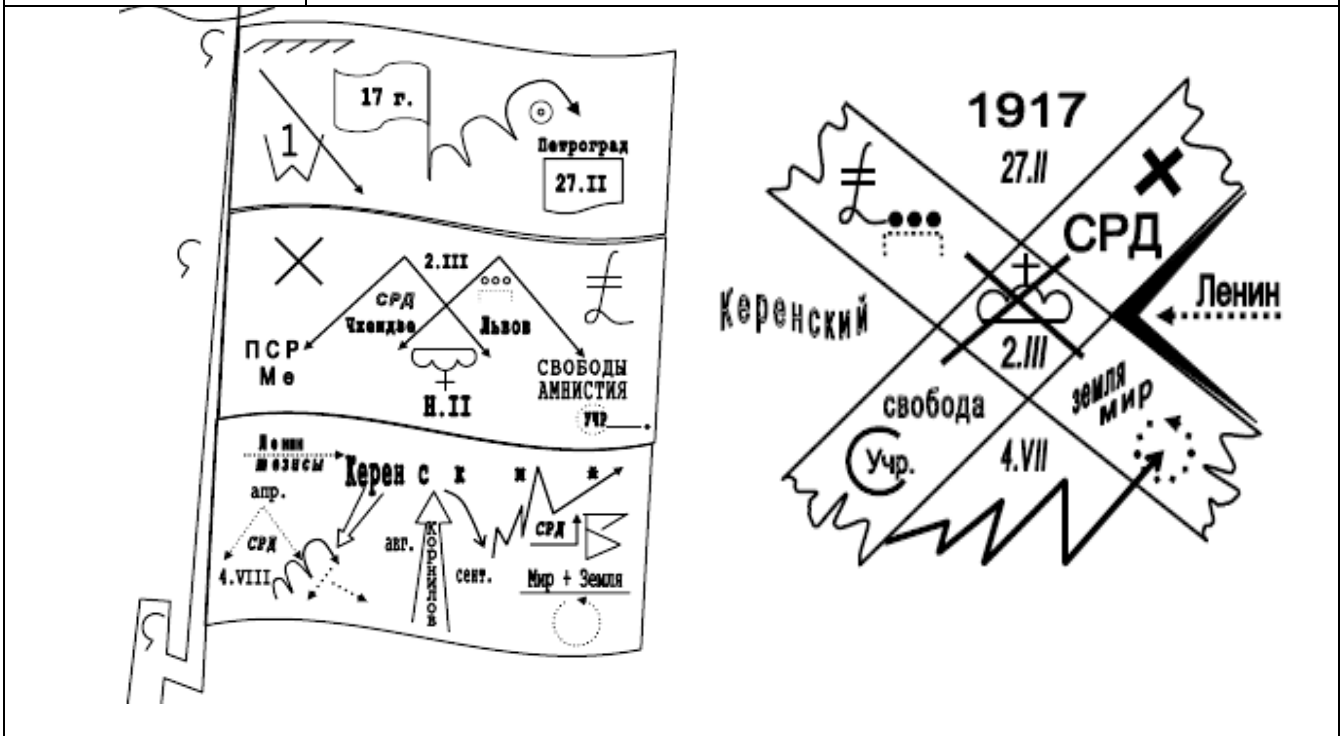 17 г.
1
Петроград
27.II
2.III
СРД
Чхеидзе
Львов
ПСР
Ме
Н.II
СВОБОДЫ
АМНИСТИЯ
УЧР
Ленин
тезисы
Керенский
апр.
СРД
4.VIII
авг.
КОРНИЛОВ
сент.
СРД
Мир + Земля
1917
27.II
СРД
Ленин
Керенский
2.III
свобода
земля
мир
Учр.
4.VII